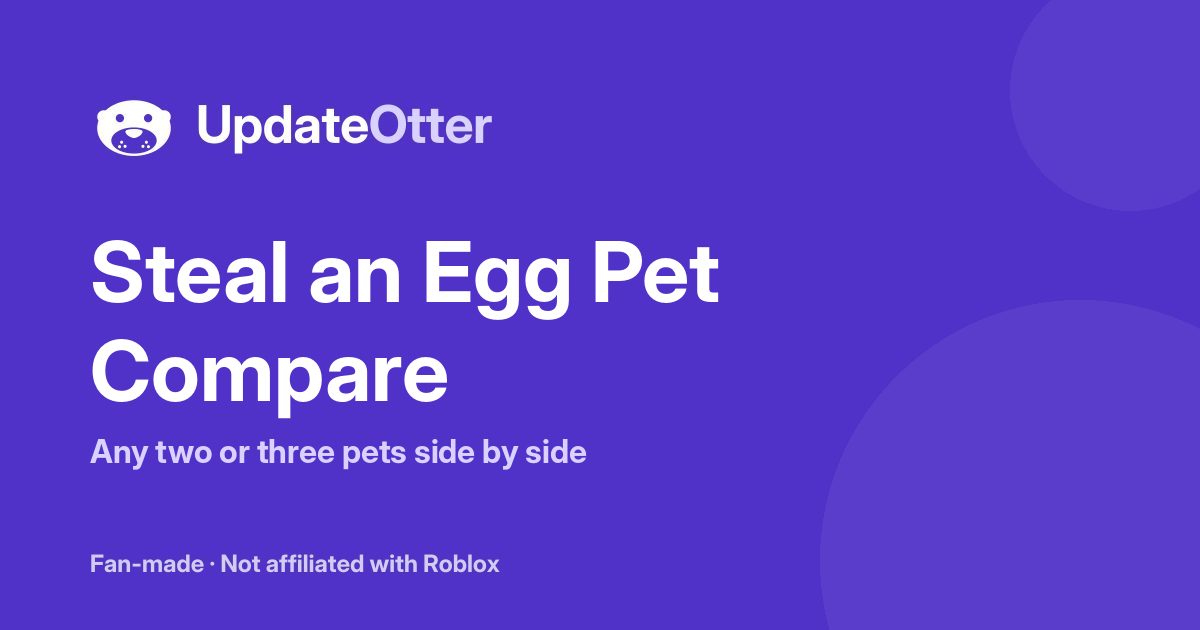 UpdateOtter
Steal an Egg Pet
Compare
Any two or three pets side by side
Fan-made · Not affiliated with Roblox